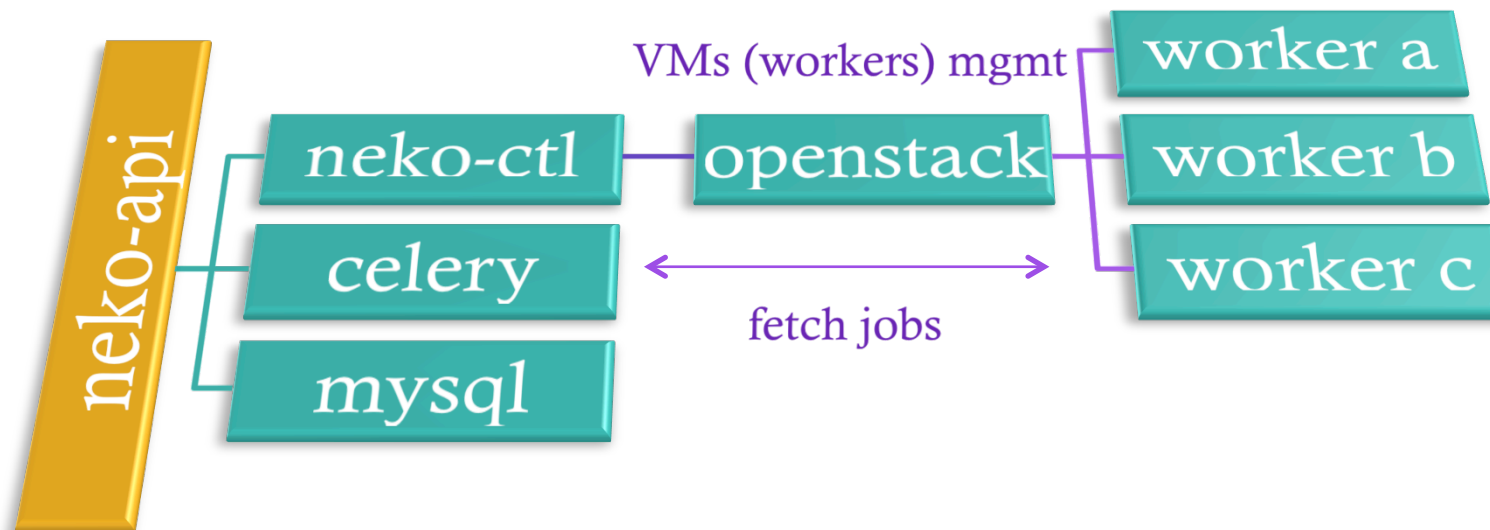 neko-api
neko-ctl
celery
mysql
openstack
VMs (workers) mgmt
fetch jobs
worker a
worker b
worker c